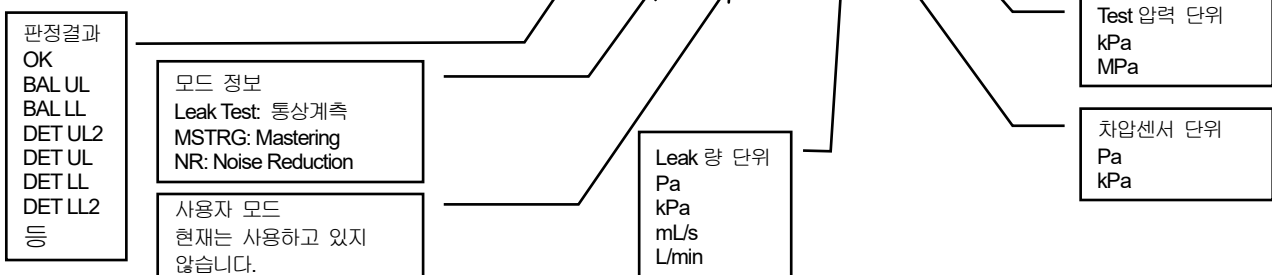 판정결과
OK
BAL UL
BAL LL
DET UL2
DET UL
DET LL
DET LL2
등
모드 정보
Leak Test: 통상계측
MSTRG: Mastering
NR: Noise Reduction
사용자 모드
현재는 사용하고 있지
않습니다.
Leak 량 단위
Pa
kPa
mL/s
L/min
Test 압력 단위
kPa
MPa
차압센서 단위
Pa
kPa